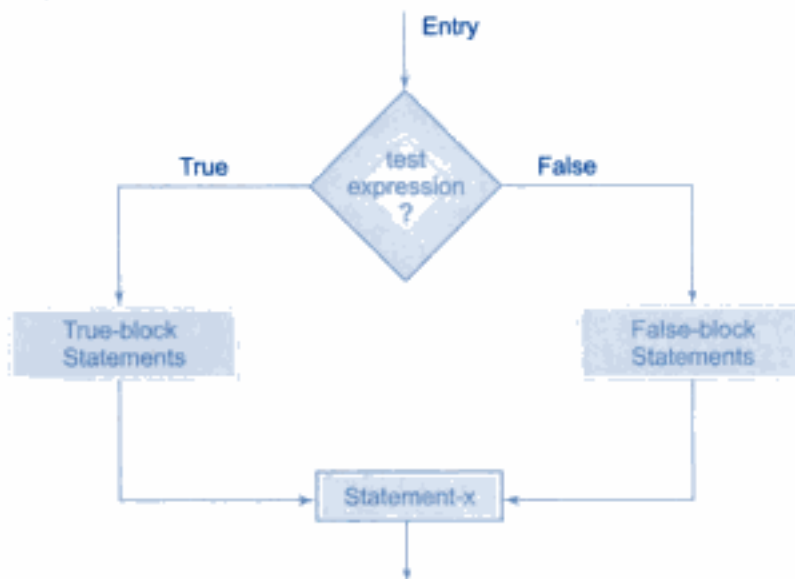 Entry
True
test
expression
?
False
True-block
Statements
False-block
Statements
Statement-x